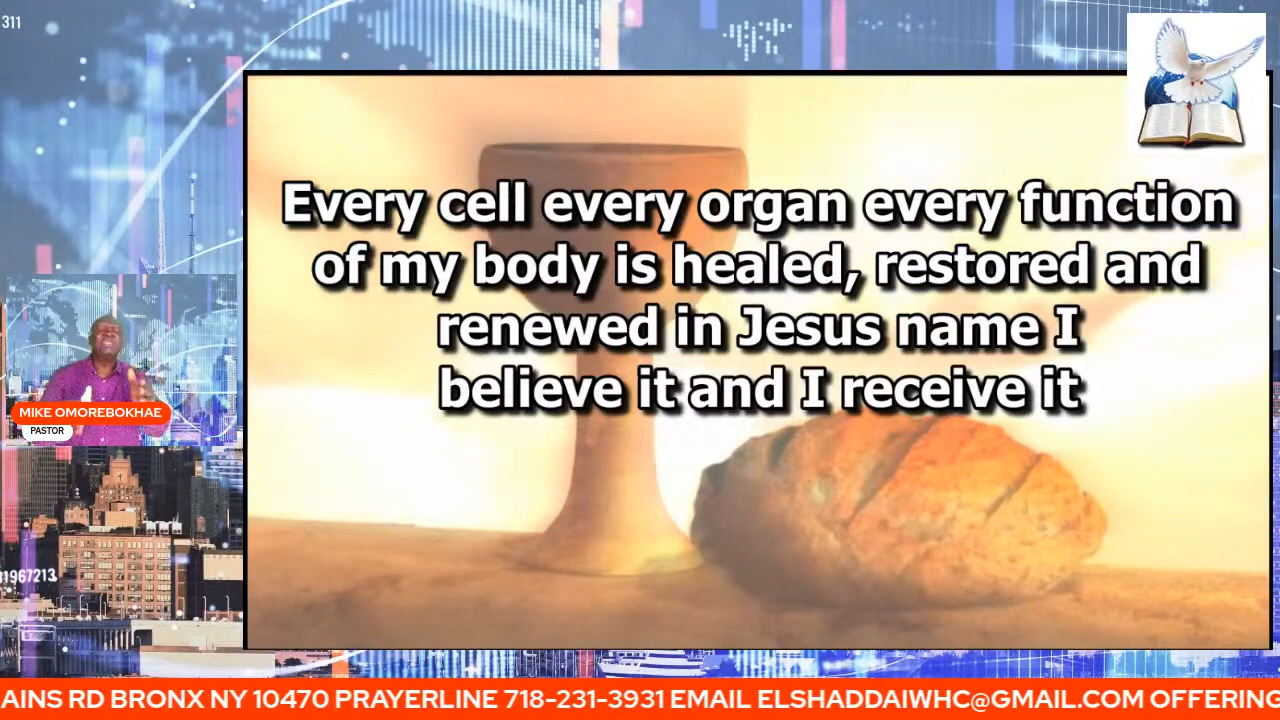 311
Every cell every organ every function
of my body is healed, restored and
renewed in Jesus name I
believe it and I receive it
MIKE OMOREBOKHAE
PASTOR
31967213
AINS RD BRONX NY 10470 PRAYERLINE 718-231-3931 EMAIL ELSHADDAIWHC@GMAIL.COM OFFERING